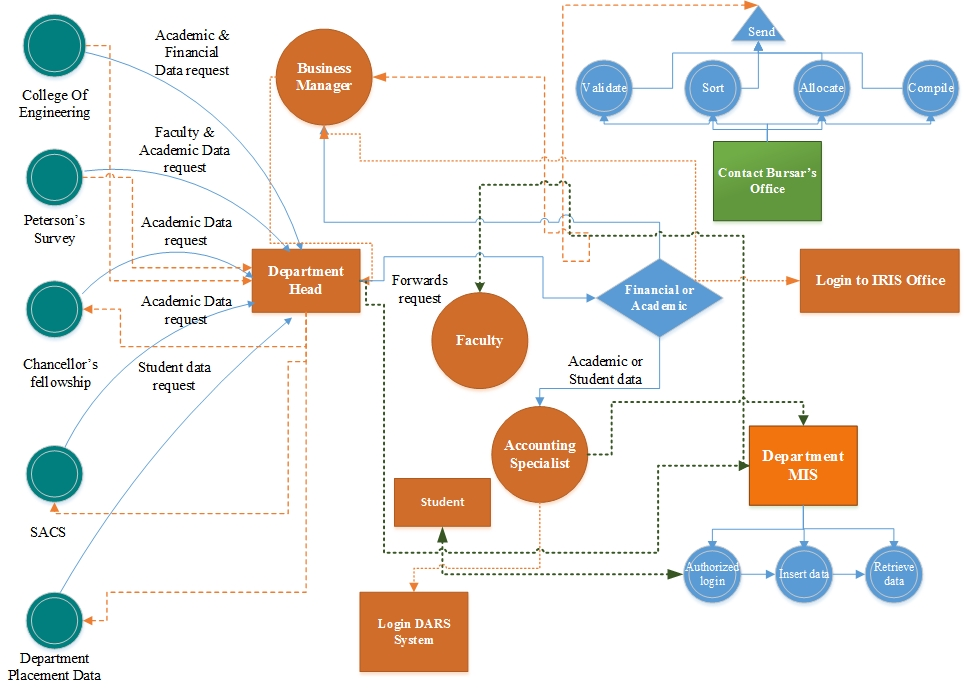 Send
Academic &
Financial
Data request
College Of
Engineering
Business
Manager
Validate
Sort
Allocate
Compile
Faculty &
Academic Data
request
Contact Bursar's
Office
Peterson's
Survey
Academic Data
request
Department
Head
Forwards
request
Financial or
Academic
Login to IRIS Office
Academic Data
request
Faculty
Chancellor's
fellowship
Student data
request
Academic or
Student data
Accounting
Specialist
Department
MIS
Student
SACS
Authorized
login
Insert data
Retrieve
data
Login DARS
System
Department
Placement Data